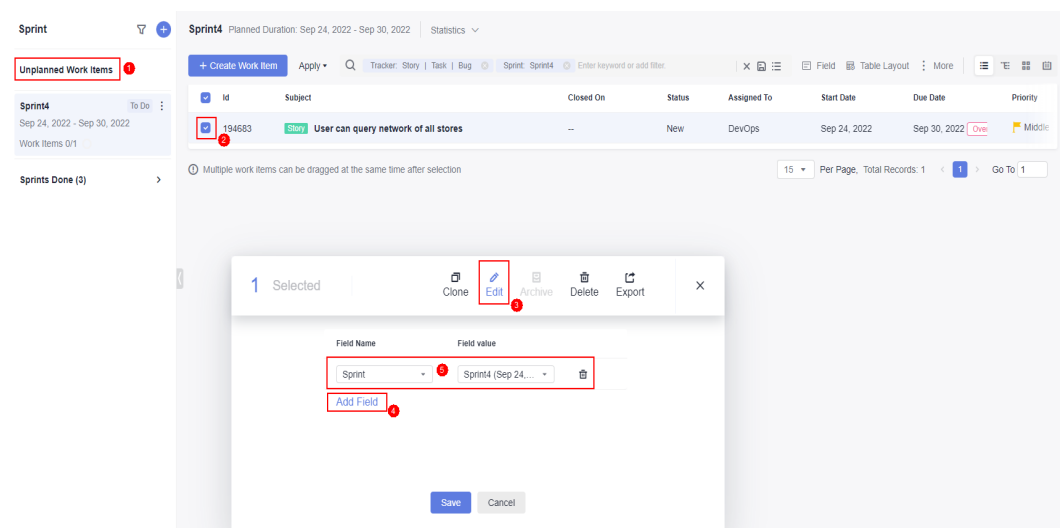 Sprint
Sprint4 Planned Duration: Sep 24, 2022 - Sep 30, 2022 Statistics
Unplanned Work Items 1
+ Create Work Item Apply Tracker: Story | Task | Bug Sprint: Sprint4 Enter keyword or add filter. Field Table Layout More
Sprint4 To Do
Sep 24, 2022 - Sep 30, 2022
Work Items 0/1
Sprints Done (3)
Id Subject Closed On Status Assigned To Start Date Due Date Priority
194683 Story User can query network of all stores -- New DevOps Sep 24, 2022 Sep 30, 2022 Over Middle
2
Multiple work items can be dragged at the same time after selection 15 Per Page, Total Records: 1 < 1 > Go To 1
1 Selected Clone Edit Archive Delete Export
3
Field Name Field value
Sprint 5 Sprint4 (Sep 24,...
Add Field 4
Save Cancel